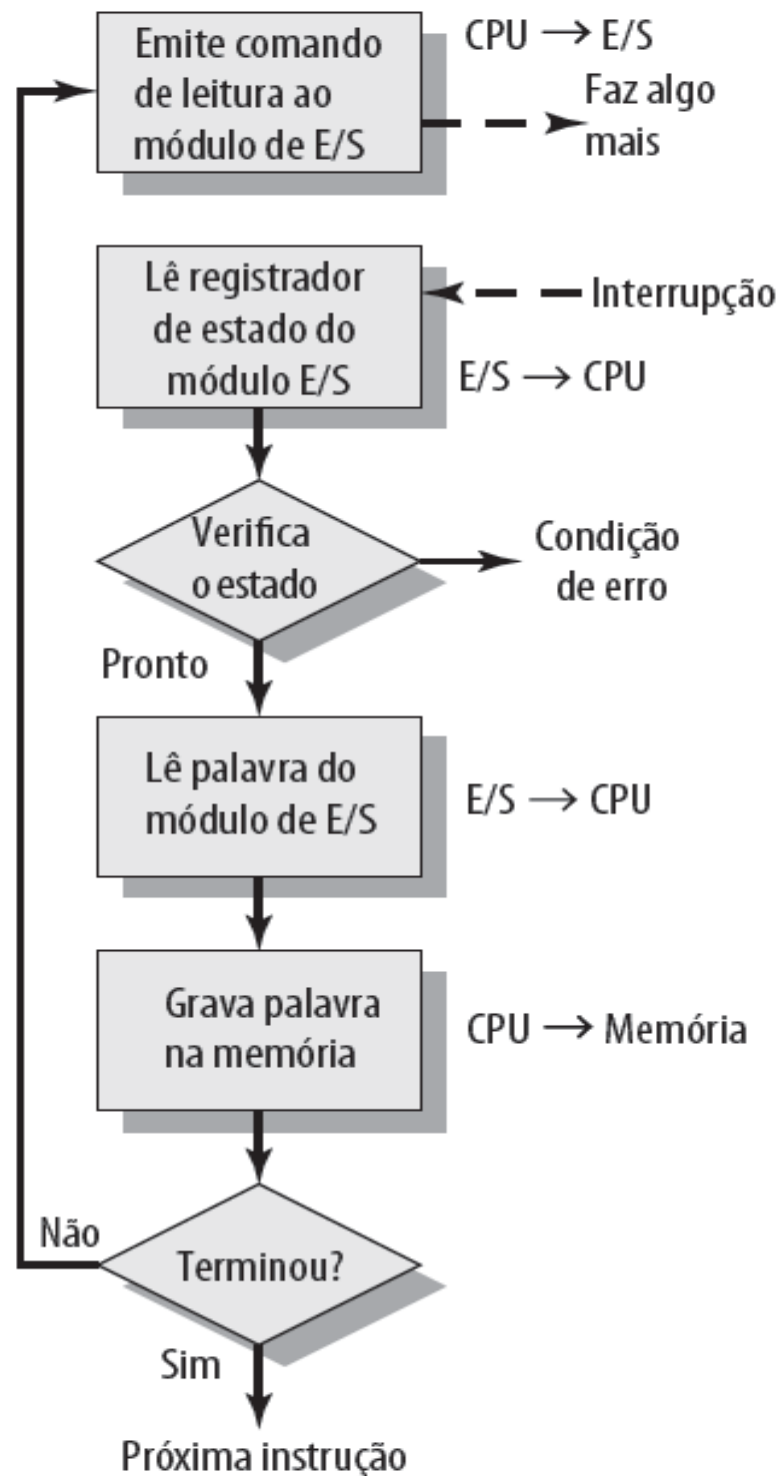 Emite comando
de leitura ao
módulo de E/S
CPU → E/S
Faz algo
mais
Lê registrador
de estado do
módulo E/S
Interrupção
E/S → CPU
Verifica
o estado
Condição
de erro
Pronto
Lê palavra do
módulo de E/S
E/S → CPU
Grava palavra
na memória
CPU → Memória
Não
Terminou?
Sim
Próxima instrução